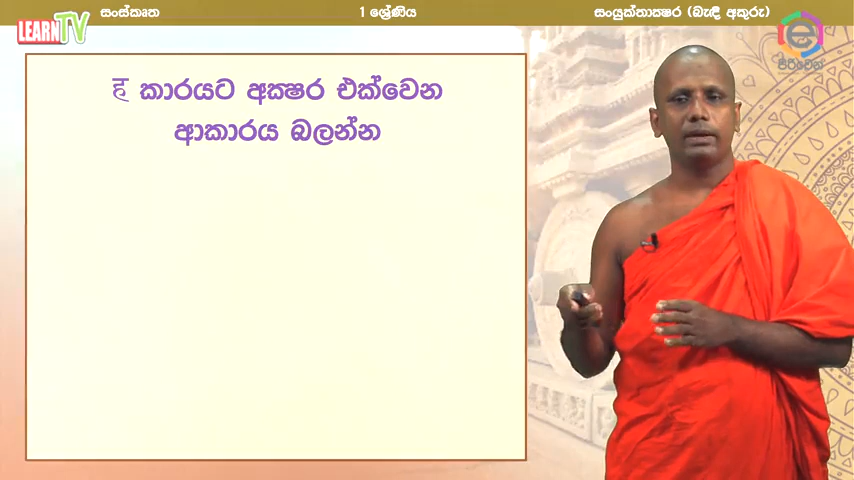 සංස්කෘත
1 ශ්‍රේණිය
සංයුක්තාක්‍ෂර (බැඳි අකුරු)
LEARN TV
e
පිරිවෙන්
ह් කාරයට අක්‍ෂර එක්වෙන
ආකාරය බලන්න